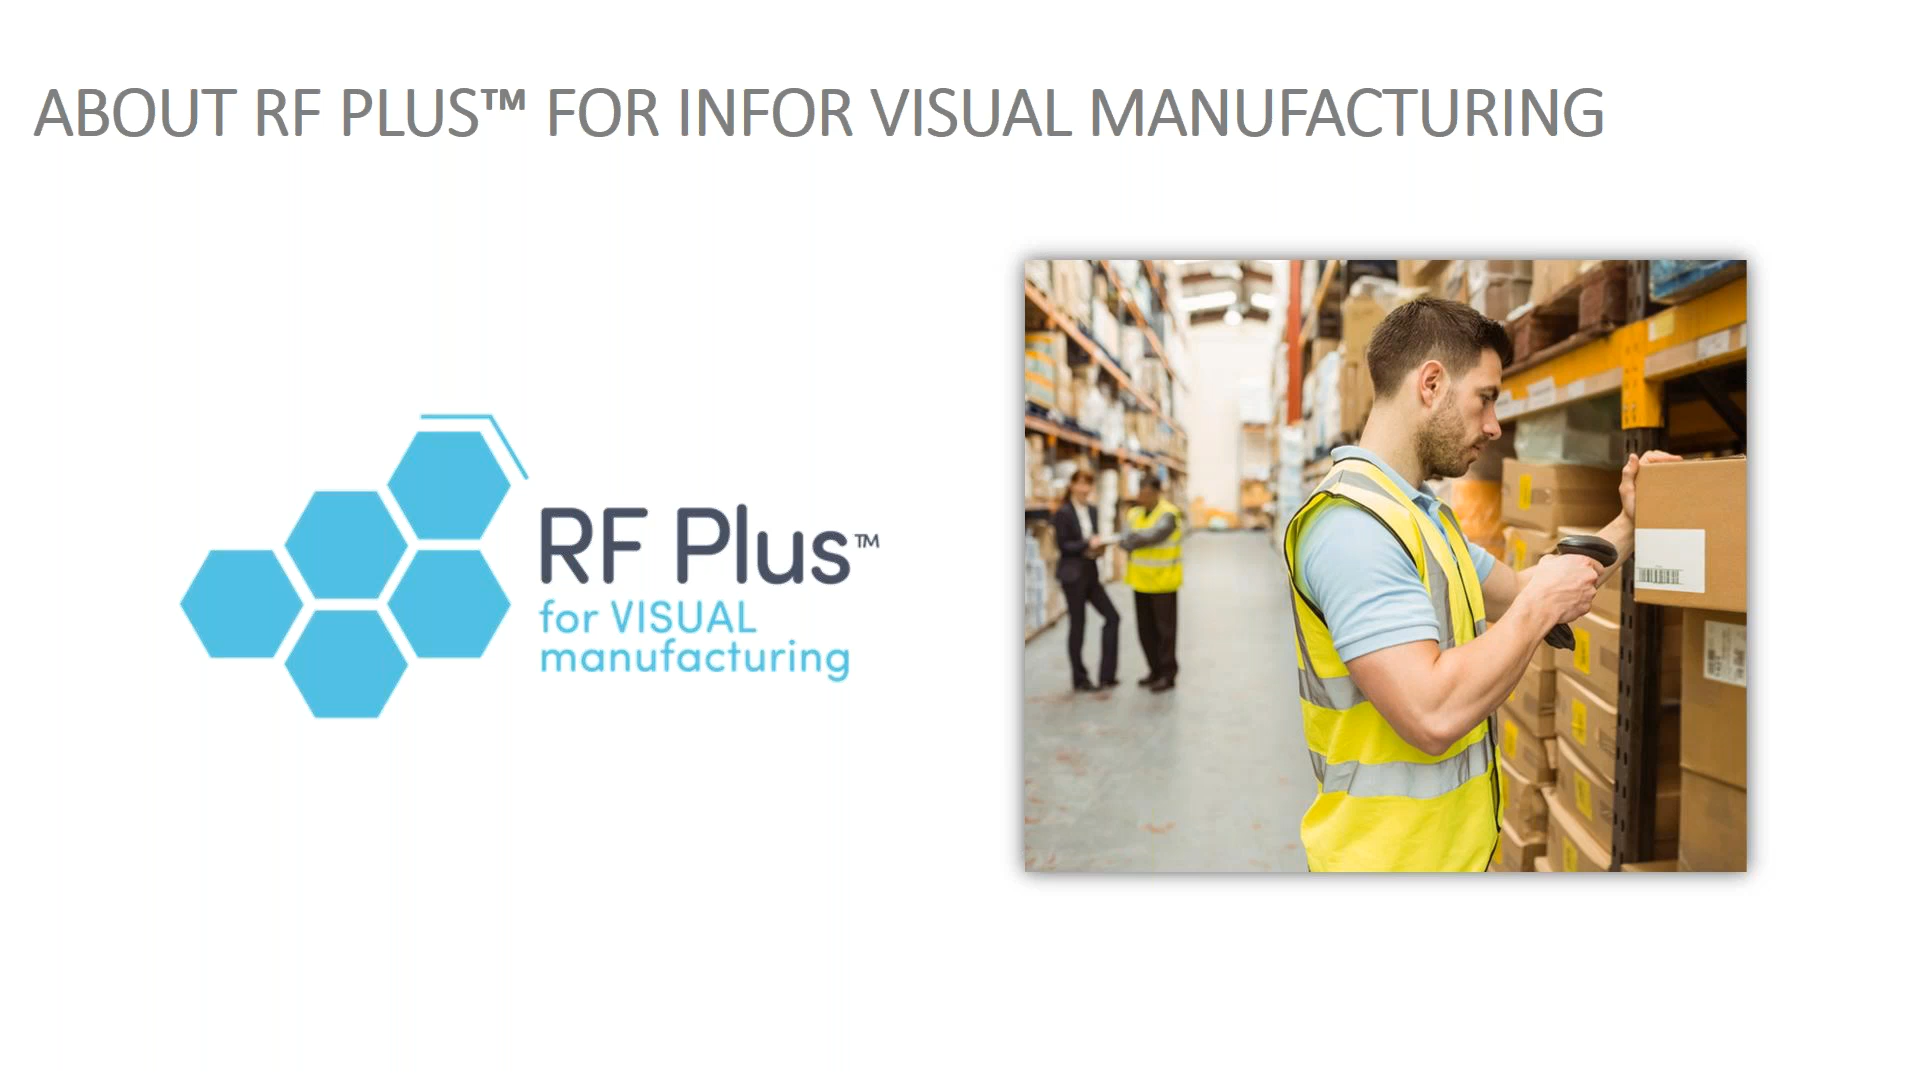 ABOUT RF PLUS™ FOR INFOR VISUAL MANUFACTURING
RF Plus™
for VISUAL
manufacturing